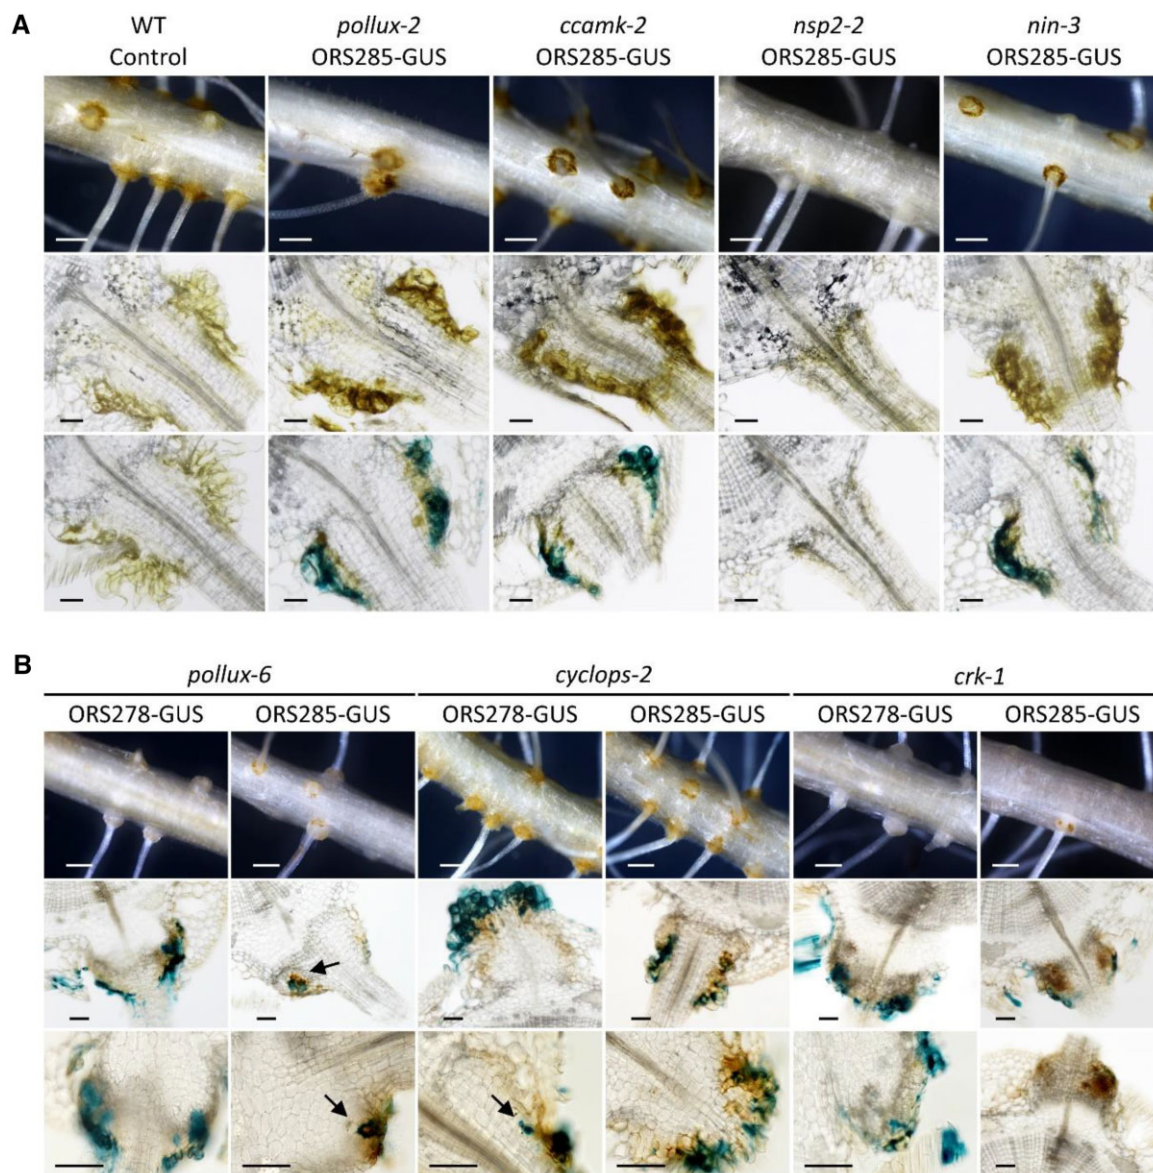 A
WT
Control
pollux-2
ORS285-GUS
ccamk-2
ORS285-GUS
nsp2-2
ORS285-GUS
nin-3
ORS285-GUS
B
pollux-6
cyclops-2
crk-1
ORS278-GUS
ORS285-GUS
ORS278-GUS
ORS285-GUS
ORS278-GUS
ORS285-GUS